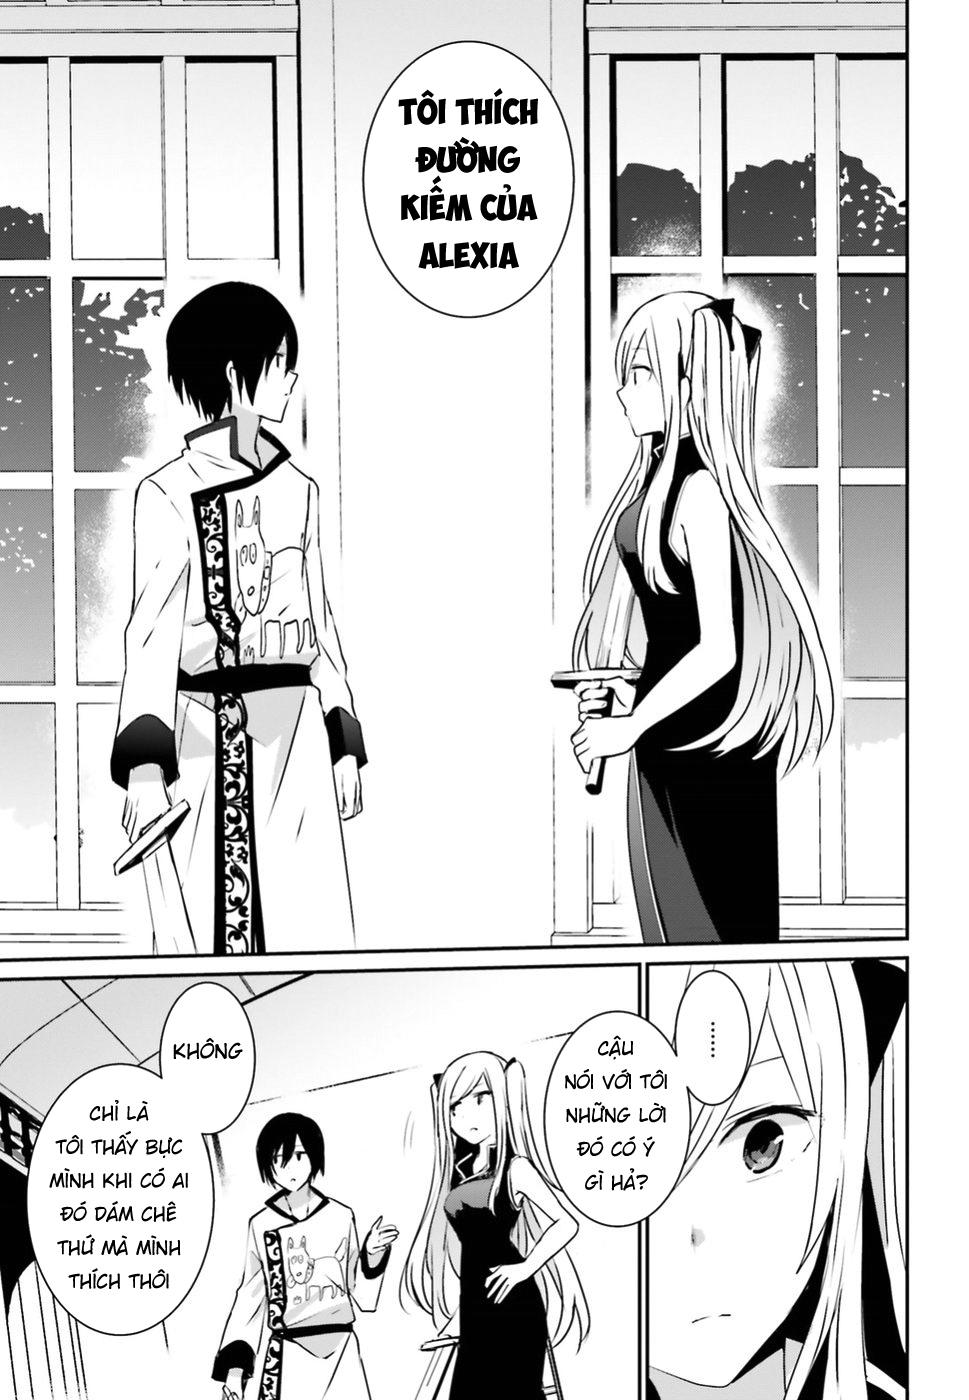 TÔI THÍCH
ĐƯỜNG
KIẾM CỦA
ALEXIA
......
CẬU
NÓI VỚI TÔI
NHỮNG LỜI
ĐÓ CÓ Ý
GÌ HẢ?
KHÔNG
CHỈ LÀ
TÔI THẤY BỰC
MÌNH KHI CÓ AI
ĐÓ DÁM CHÊ
THỨ MÀ MÌNH
THÍCH THÔI